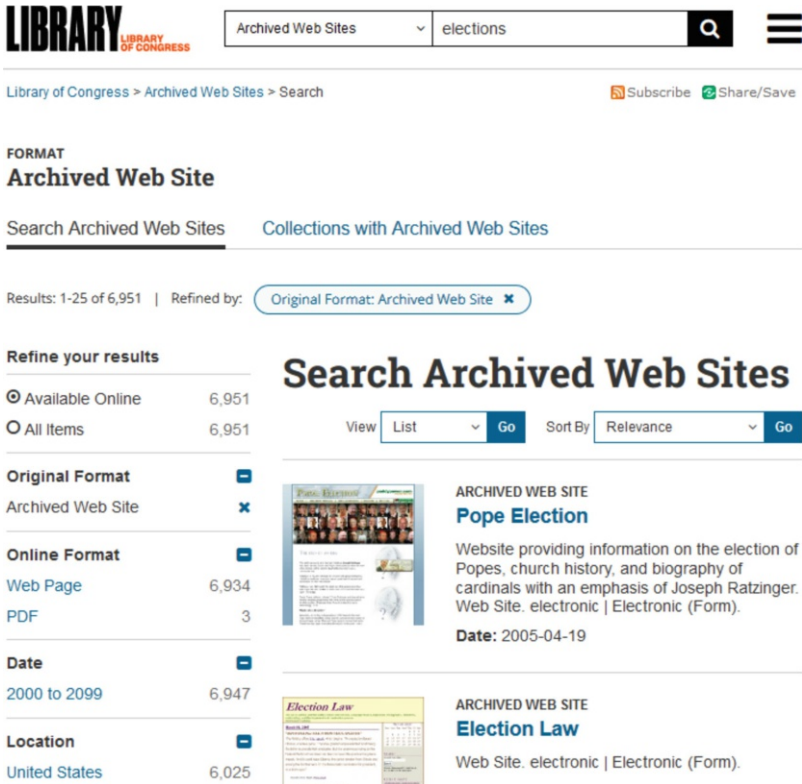 LIBRARY LIBRARY OF CONGRESS
Archived Web Sites
elections
Library of Congress > Archived Web Sites > Search
Subscribe Share/Save
FORMAT
Archived Web Site
Search Archived Web Sites Collections with Archived Web Sites
Results: 1-25 of 6,951 | Refined by: Original Format: Archived Web Site ✖
Refine your results
Available Online 6,951
All Items 6,951
Original Format
Archived Web Site ✖
Online Format
Web Page 6,934
PDF 3
Date
2000 to 2099 6,947
Location
United States 6,025
Search Archived Web Sites
View List Go Sort By Relevance Go
Pope Election
ARCHIVED WEB SITE
Pope Election
Website providing information on the election of
Popes, church history, and biography of
cardinals with an emphasis of Joseph Ratzinger.
Web Site. electronic | Electronic (Form).
Date: 2005-04-19
Election Law
ARCHIVED WEB SITE
Election Law
Web Site. electronic | Electronic (Form).